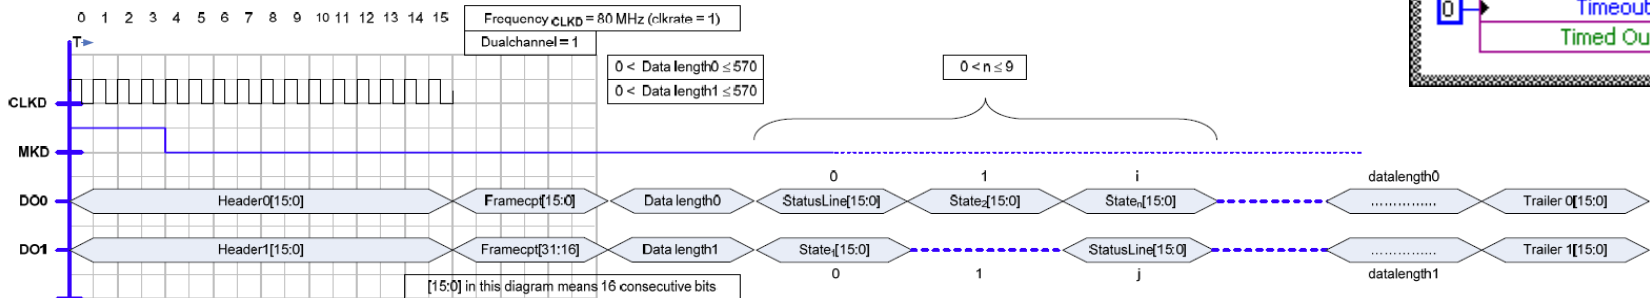 0 1 2 3 4 5 6 7 8 9 10 11 12 13 14 15
T
Frequency CLKD = 80 MHz (clkrate = 1)
Dualchannel = 1
0 < Data length0 ≤ 570
0 < Data length1 ≤ 570
0 < n ≤ 9
0
Timeout
Timed Ou
CLKD
MKD
0 1 i datalength0
DO0 Header0[15:0] Framecpt[15:0] Data length0 StatusLine[15:0] State2[15:0] Staten[15:0] .............. Trailer 0[15:0]
DO1 Header1[15:0] Framecpt[31:16] Data length1 State1[15:0] StatusLine[15:0] .............. Trailer 1[15:0]
0 1 j datalength1
[15:0] in this diagram means 16 consecutive bits